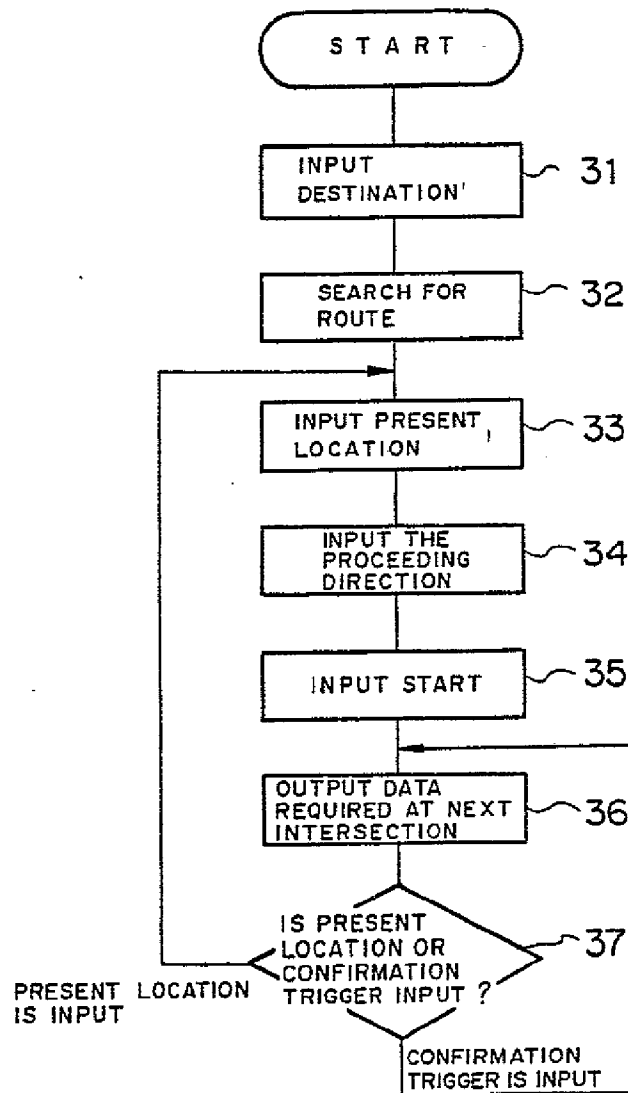 START
INPUT
DESTINATION
31
SEARCH FOR
ROUTE
32
INPUT PRESENT
LOCATION
33
INPUT THE
PROCEEDING
DIRECTION
34
INPUT START
35
OUTPUT DATA
REQUIRED AT NEXT
INTERSECTION
36
IS PRESENT
LOCATION OR
CONFIRMATION
TRIGGER INPUT ?
37
PRESENT LOCATION
IS INPUT
CONFIRMATION
TRIGGER IS INPUT